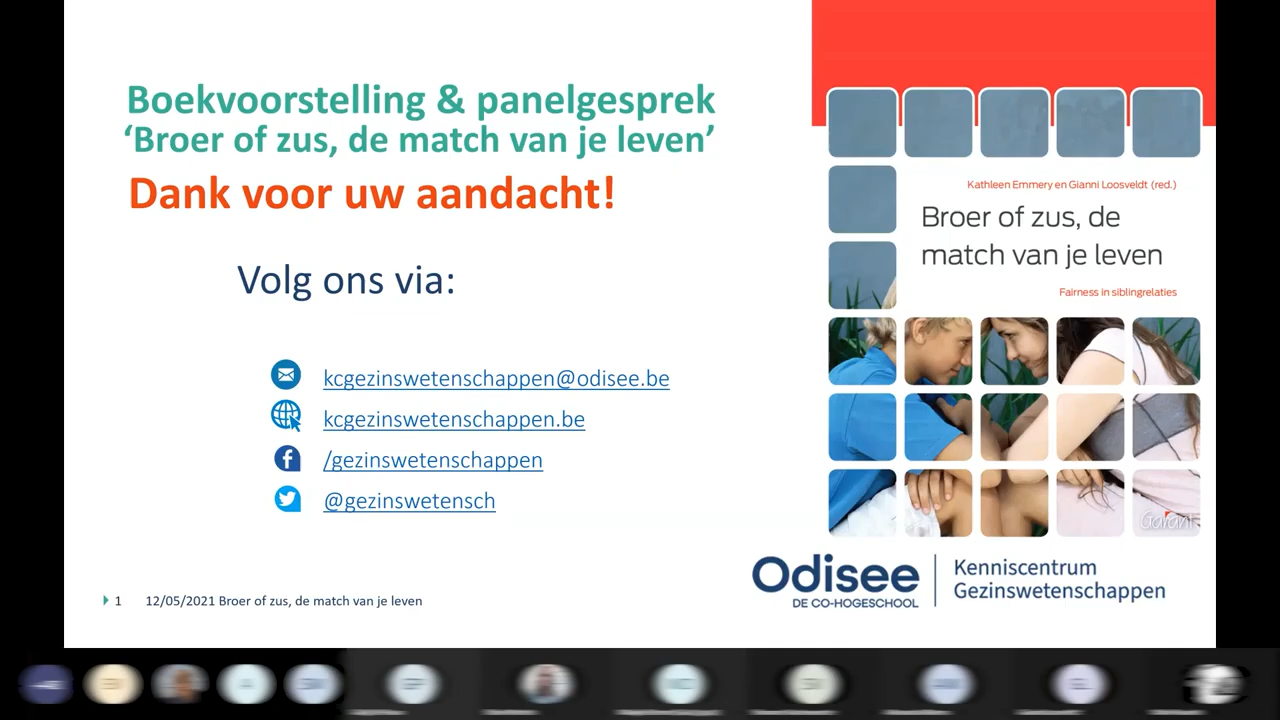 Boekvoorstelling & panelgesprek
‘Broer of zus, de match van je leven’
Dank voor uw aandacht!
Volg ons via:
kcgezinswetenschappen@odisee.be
kcgezinswetenschappen.be
/gezinswetenschappen
@gezinswetensch
1 12/05/2021 Broer of zus, de match van je leven
Kathleen Emmery en Gianni Loosveldt (red.)
Broer of zus, de
match van je leven
Fairness in siblingrelaties
Garant
Odisee
DE CO-HOGESCHOOL
Kenniscentrum
Gezinswetenschappen